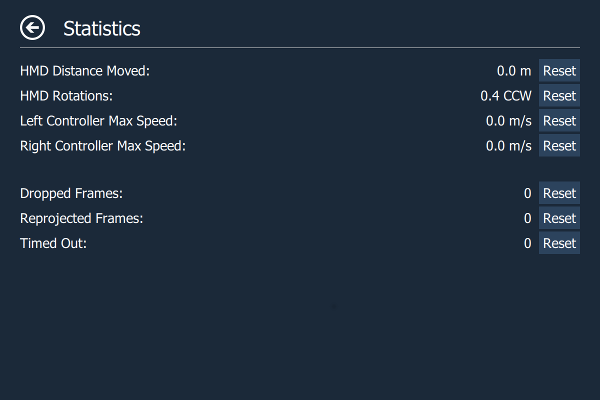 Statistics
HMD Distance Moved: 0.0 m Reset
HMD Rotations: 0.4 CCW Reset
Left Controller Max Speed: 0.0 m/s Reset
Right Controller Max Speed: 0.0 m/s Reset
Dropped Frames: 0 Reset
Reprojected Frames: 0 Reset
Timed Out: 0 Reset